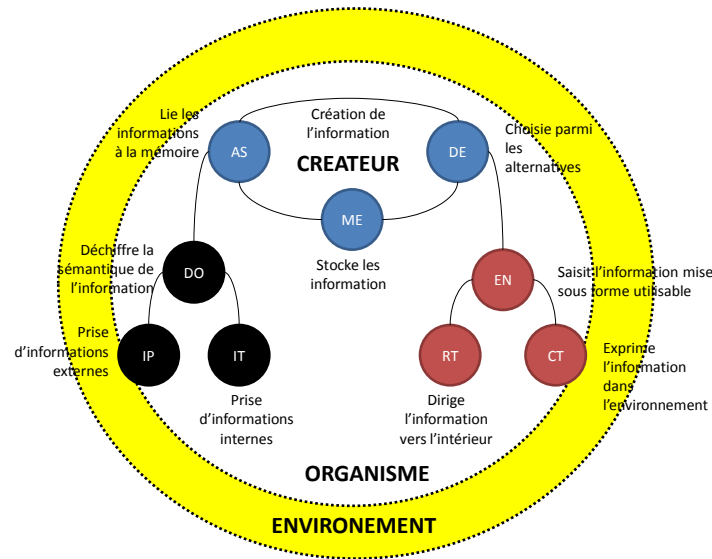 Lie les
informations
à la mémoire
AS
Création de
l'information
CREATEUR
DE
Choisie parmi
les
alternatives
ME
Stocke les
information
Déchiffre la
sémantique de
l'information
DO
EN
Saisit l'information mise
sous forme utilisable
Prise
d'informations
externes
IP
IT
RT
CT
Exprime
l'information
dans
l'environnement
Prise
d'informations
internes
Dirige
l'information
vers l'intérieur
ORGANISME
ENVIRONEMENT